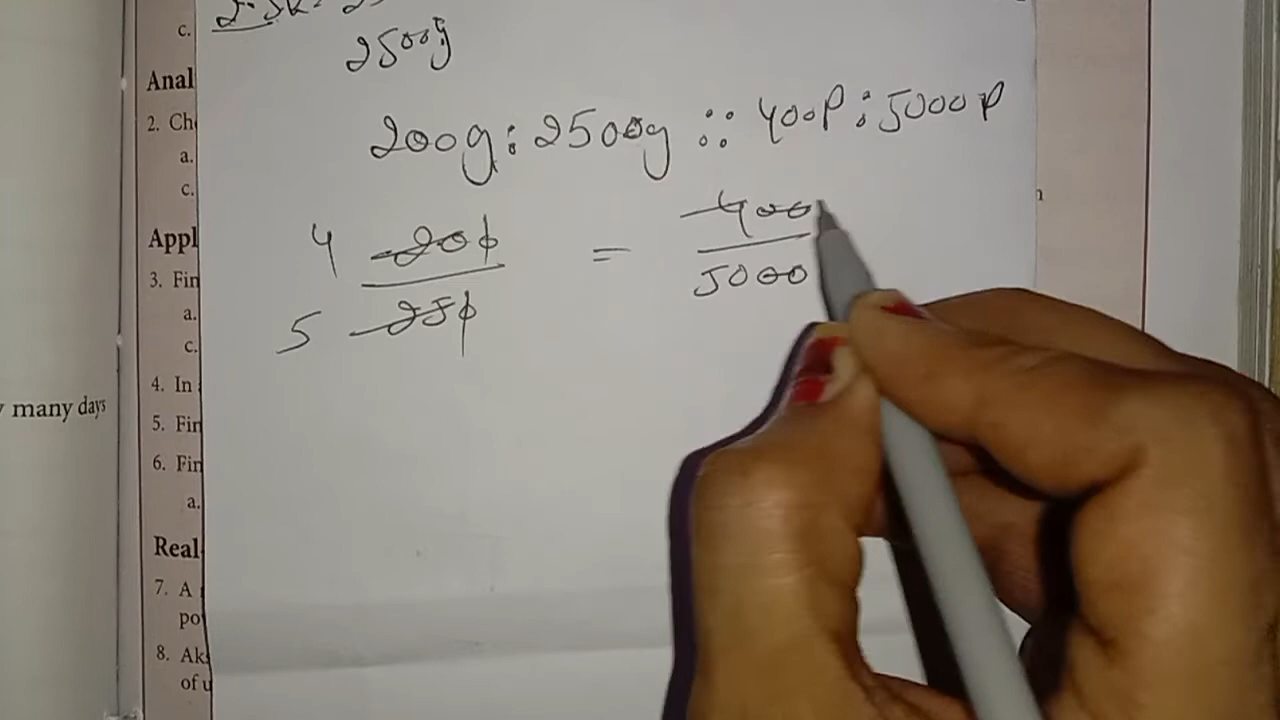 c.
2500g
Anal
2. Ch
200g : 2500g :: 400P : 5000P
a.
c.
4 200 = 400
Appl
5 250 5000
3. Fin
a.
c.
4. In
many days
5. Fin
6. Fin
a.
Real
7. A
po
8. Aks
of u